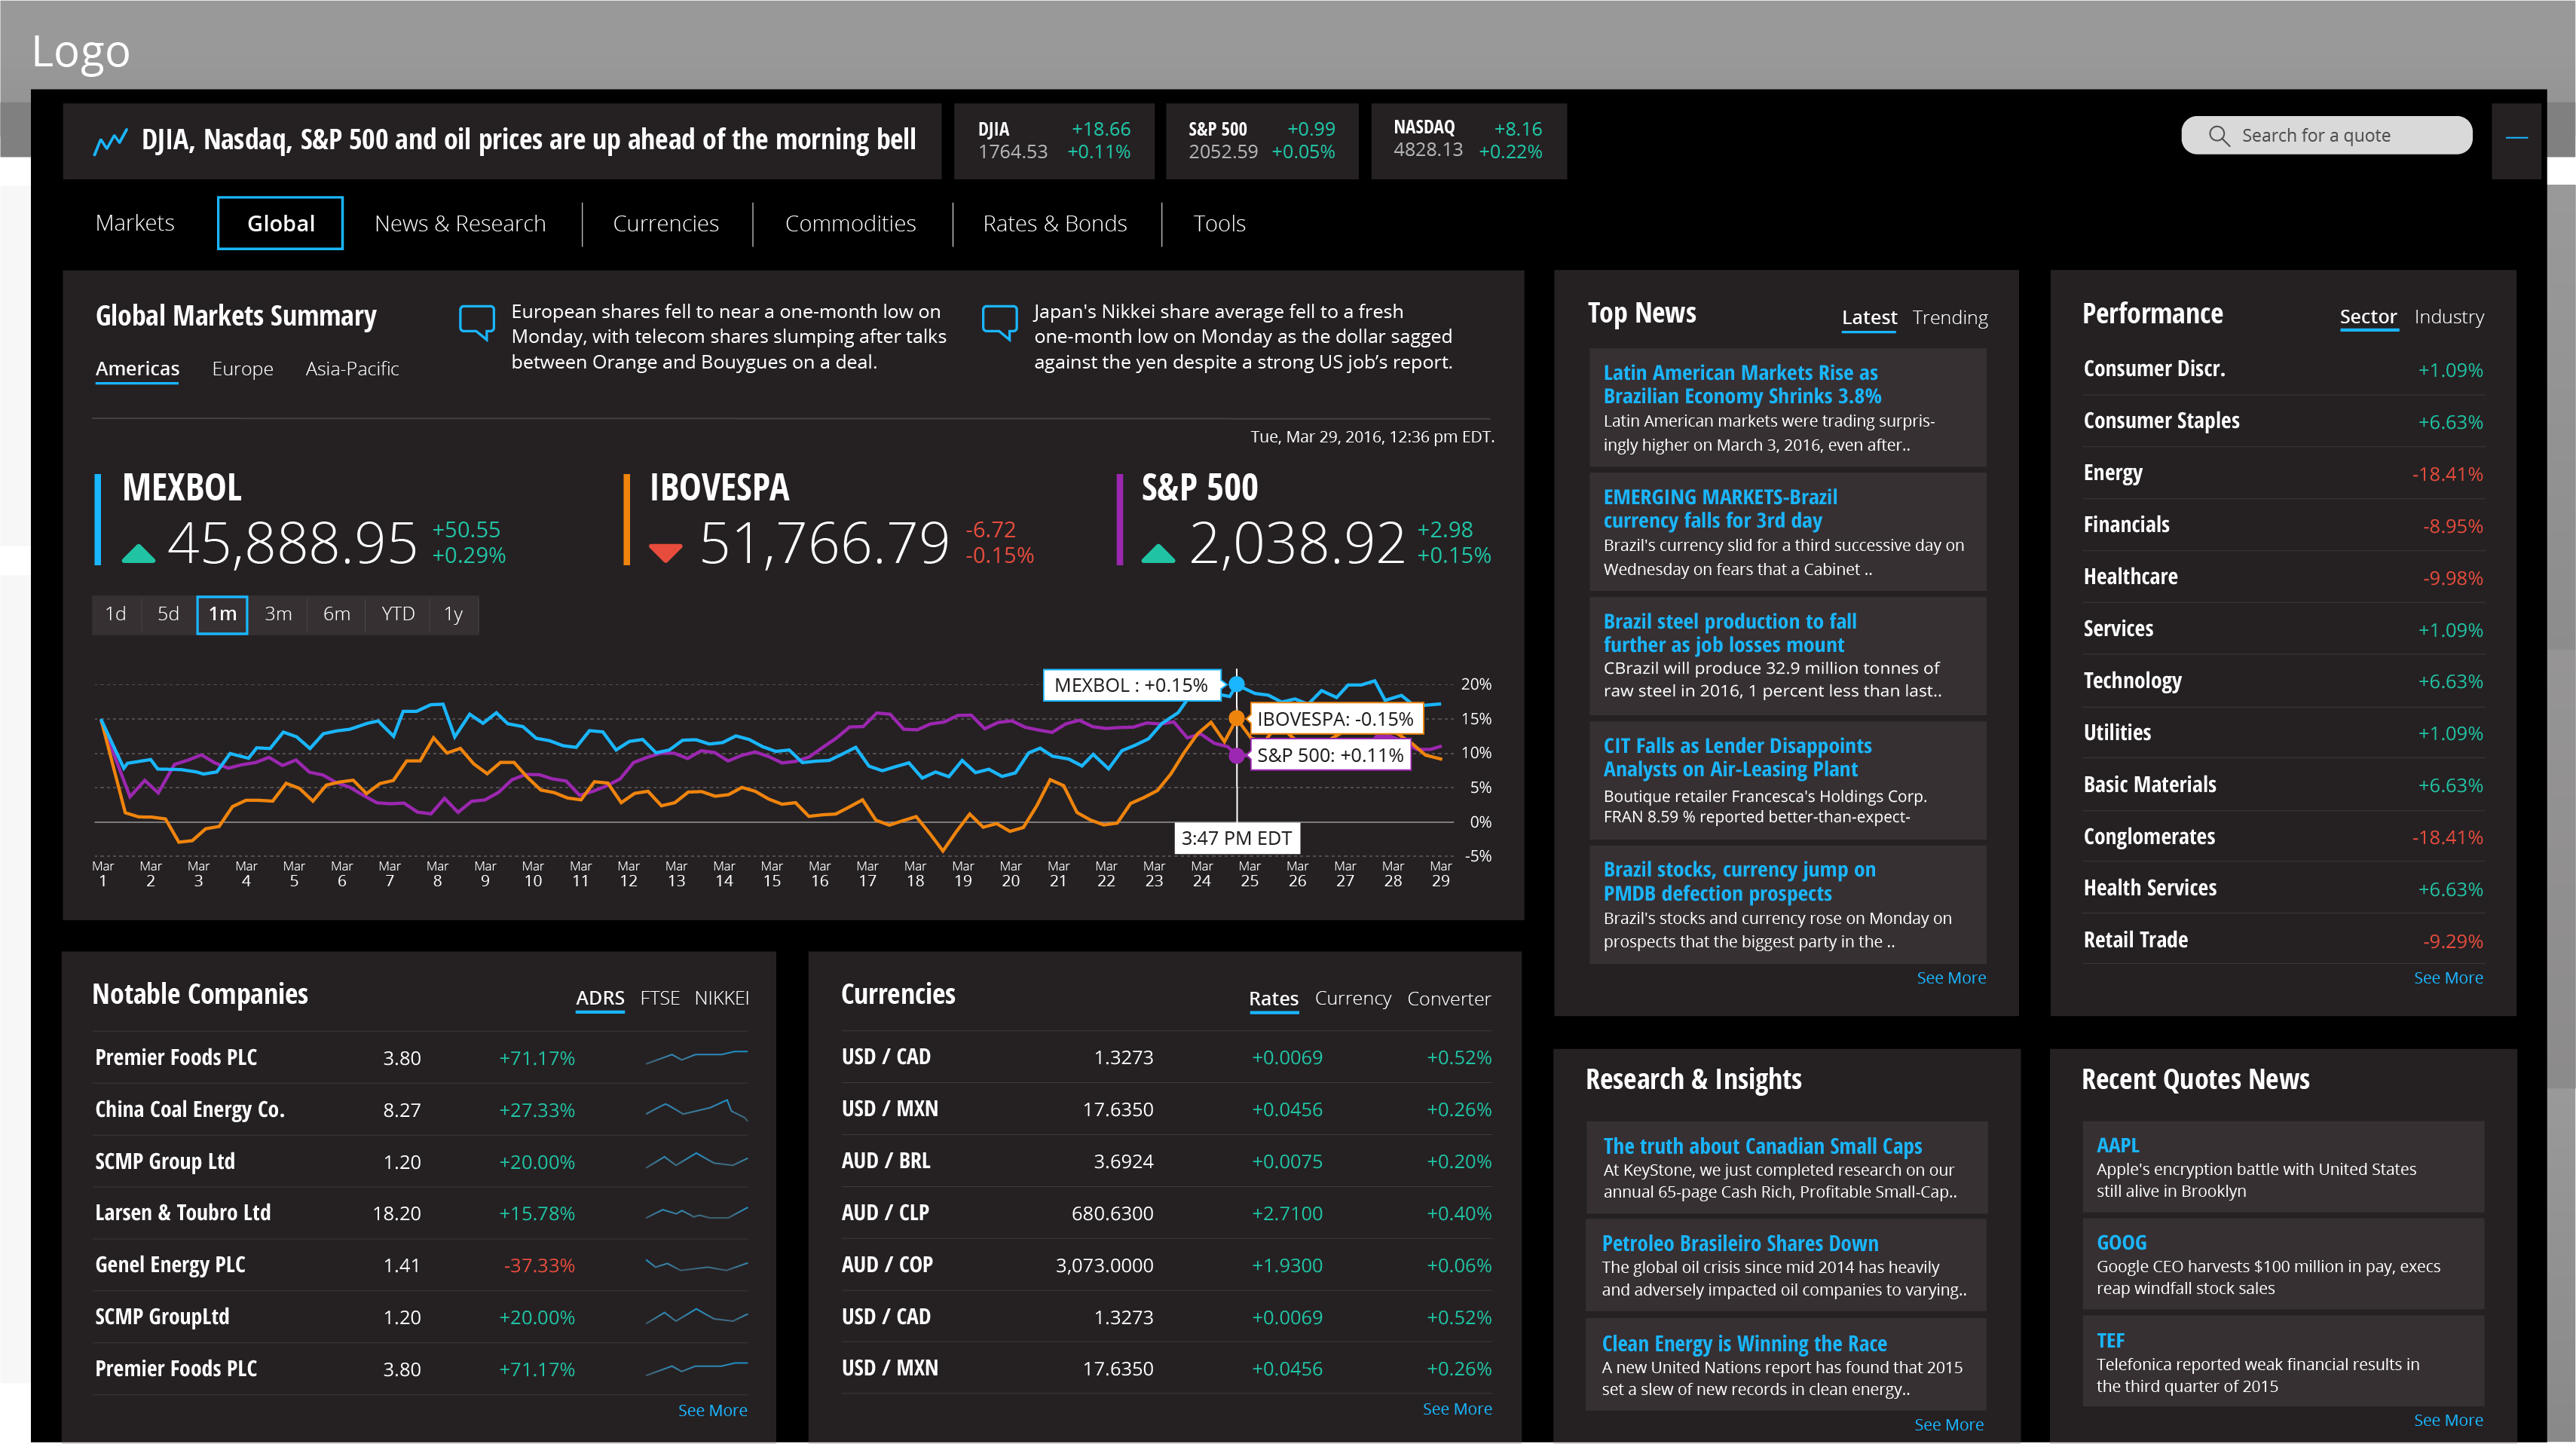 Logo
DJIA, Nasdaq, S&P 500 and oil prices are up ahead of the morning bell
DJIA +18.66
1764.53 +0.11%
S&P 500 +0.99
2052.59 +0.05%
NASDAQ +8.16
4828.13 +0.22%
Search for a quote
Markets Global News & Research Currencies Commodities Rates & Bonds Tools
Global Markets Summary
Americas Europe Asia-Pacific
European shares fell to near a one-month low on
Monday, with telecom shares slumping after talks
between Orange and Bouygues on a deal.
Japan's Nikkei share average fell to a fresh
one-month low on Monday as the dollar sagged
against the yen despite a strong US job’s report.
Tue, Mar 29, 2016, 12:36 pm EDT.
MEXBOL
45,888.95 +50.55
+0.29%
IBOVESPA
51,766.79 -6.72
-0.15%
S&P 500
2,038.92 +2.98
+0.15%
1d 5d 1m 3m 6m YTD 1y
MEXBOL : +0.15%
IBOVESPA: -0.15%
S&P 500: +0.11%
3:47 PM EDT
20%
15%
10%
5%
0%
-5%
Mar Mar Mar Mar Mar Mar Mar Mar Mar Mar Mar Mar Mar Mar Mar Mar Mar Mar Mar Mar Mar Mar Mar Mar Mar Mar Mar Mar Mar
1 2 3 4 5 6 7 8 9 10 11 12 13 14 15 16 17 18 19 20 21 22 23 24 25 26 27 28 29
Top News
Latest Trending
Latin American Markets Rise as
Brazilian Economy Shrinks 3.8%
Latin American markets were trading surpris-
ingly higher on March 3, 2016, even after..
EMERGING MARKETS-Brazil
currency falls for 3rd day
Brazil's currency slid for a third successive day on
Wednesday on fears that a Cabinet ..
Brazil steel production to fall
further as job losses mount
CBrazil will produce 32.9 million tonnes of
raw steel in 2016, 1 percent less than last..
CIT Falls as Lender Disappoints
Analysts on Air-Leasing Plant
Boutique retailer Francesca's Holdings Corp.
FRAN 8.59 % reported better-than-expect-
Brazil stocks, currency jump on
PMDB defection prospects
Brazil's stocks and currency rose on Monday on
prospects that the biggest party in the ..
See More
Performance
Sector Industry
Consumer Discr. +1.09%
Consumer Staples +6.63%
Energy -18.41%
Financials -8.95%
Healthcare -9.98%
Services +1.09%
Technology +6.63%
Utilities +1.09%
Basic Materials +6.63%
Conglomerates -18.41%
Health Services +6.63%
Retail Trade -9.29%
See More
Notable Companies
ADRS FTSE NIKKEI
Premier Foods PLC 3.80 +71.17%
China Coal Energy Co. 8.27 +27.33%
SCMP Group Ltd 1.20 +20.00%
Larsen & Toubro Ltd 18.20 +15.78%
Genel Energy PLC 1.41 -37.33%
SCMP GroupLtd 1.20 +20.00%
Premier Foods PLC 3.80 +71.17%
See More
Currencies
Rates Currency Converter
USD / CAD 1.3273 +0.0069 +0.52%
USD / MXN 17.6350 +0.0456 +0.26%
AUD / BRL 3.6924 +0.0075 +0.20%
AUD / CLP 680.6300 +2.7100 +0.40%
AUD / COP 3,073.0000 +1.9300 +0.06%
USD / CAD 1.3273 +0.0069 +0.52%
USD / MXN 17.6350 +0.0456 +0.26%
See More
Research & Insights
The truth about Canadian Small Caps
At KeyStone, we just completed research on our
annual 65-page Cash Rich, Profitable Small-Cap..
Petroleo Brasileiro Shares Down
The global oil crisis since mid 2014 has heavily
and adversely impacted oil companies to varying..
Clean Energy is Winning the Race
A new United Nations report has found that 2015
set a slew of new records in clean energy..
See More
Recent Quotes News
AAPL
Apple's encryption battle with United States
still alive in Brooklyn
GOOG
Google CEO harvests $100 million in pay, execs
reap windfall stock sales
TEF
Telefonica reported weak financial results in
the third quarter of 2015
See More